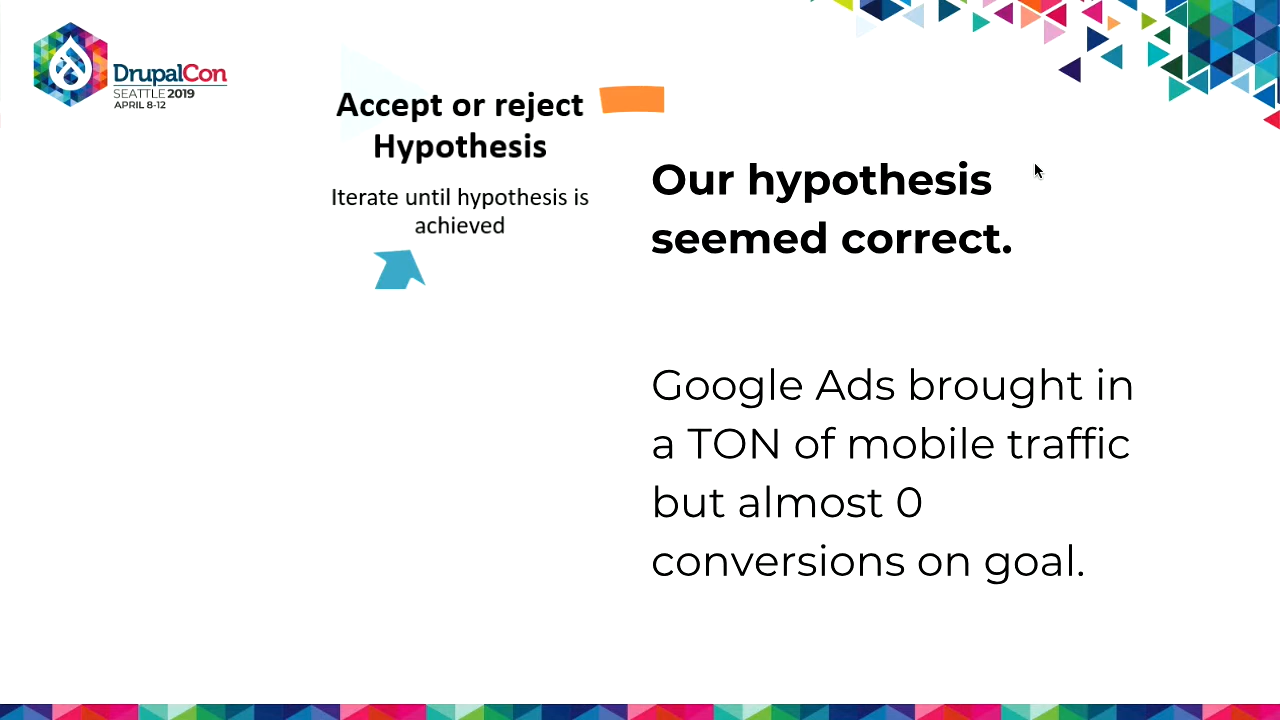 DrupalCon
SEATTLE 2019
APRIL 8-12
Accept or reject
Hypothesis
Iterate until hypothesis is
achieved
Our hypothesis
seemed correct.
Google Ads brought in
a TON of mobile traffic
but almost 0
conversions on goal.